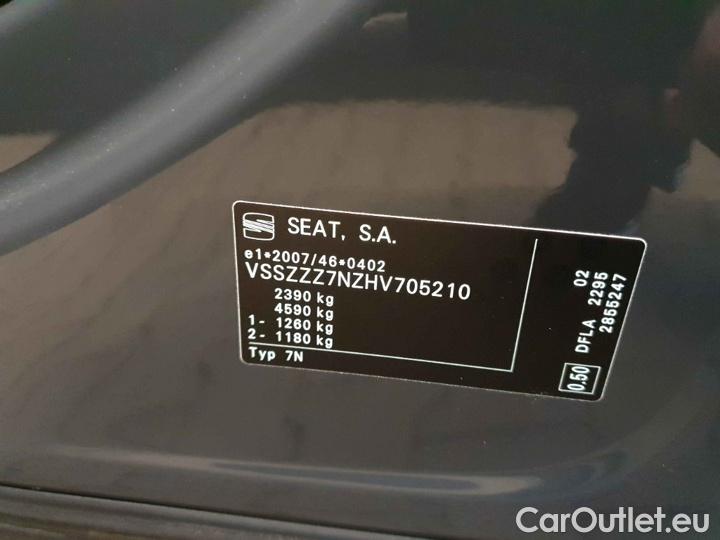 SEAT, S.A.
e1*2007/46*0402
VSSZZZ7NZHV705210
2390 kg
4590 kg
1- 1260 kg
2- 1180 kg
Typ 7N
02
DFLA 2295
2855247
0.50
CarOutlet.eu